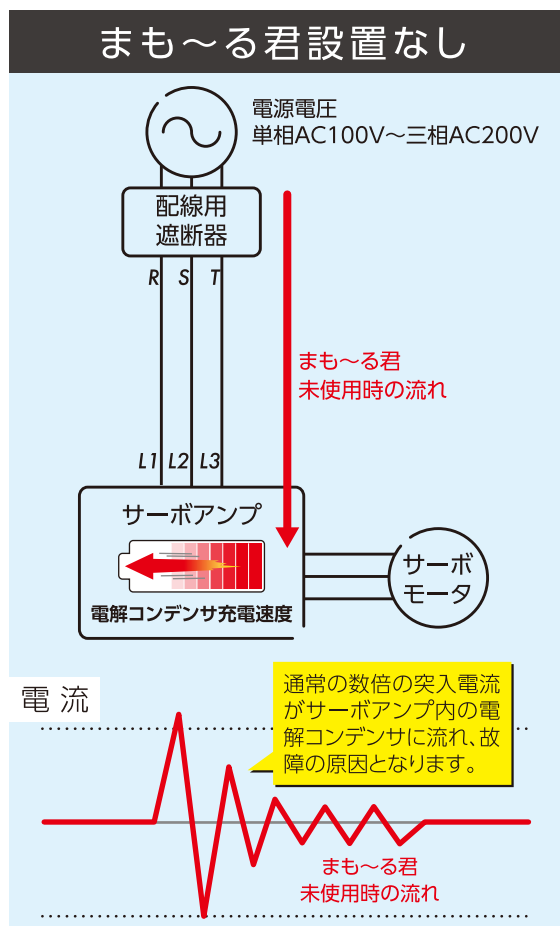 まも〜る君設置なし
電源電圧
単相AC100V〜三相AC200V
配線用
遮断器
R S T
まも〜る君
未使用時の流れ
L1 L2 L3
サーボアンプ
電解コンデンサ充電速度
サーボ
モータ
電流
通常の数倍の突入電流
がサーボアンプ内の電
解コンデンサに流れ、故
障の原因となります。
まも〜る君
未使用時の流れ